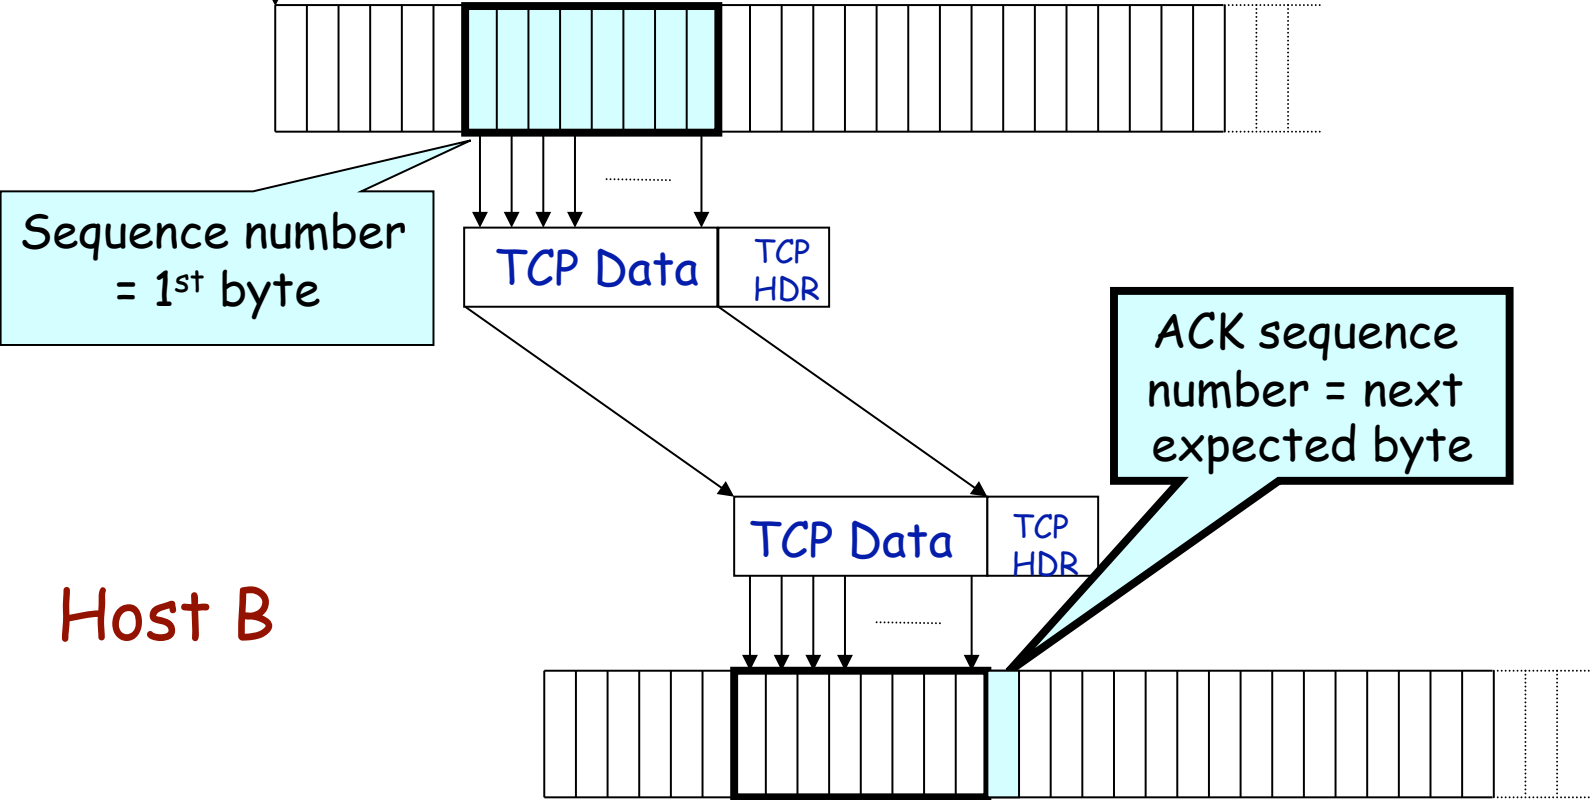 Sequence number
= 1st byte
TCP Data
TCP
HDR
ACK sequence
number = next
expected byte
TCP Data
TCP
HDR
Host B